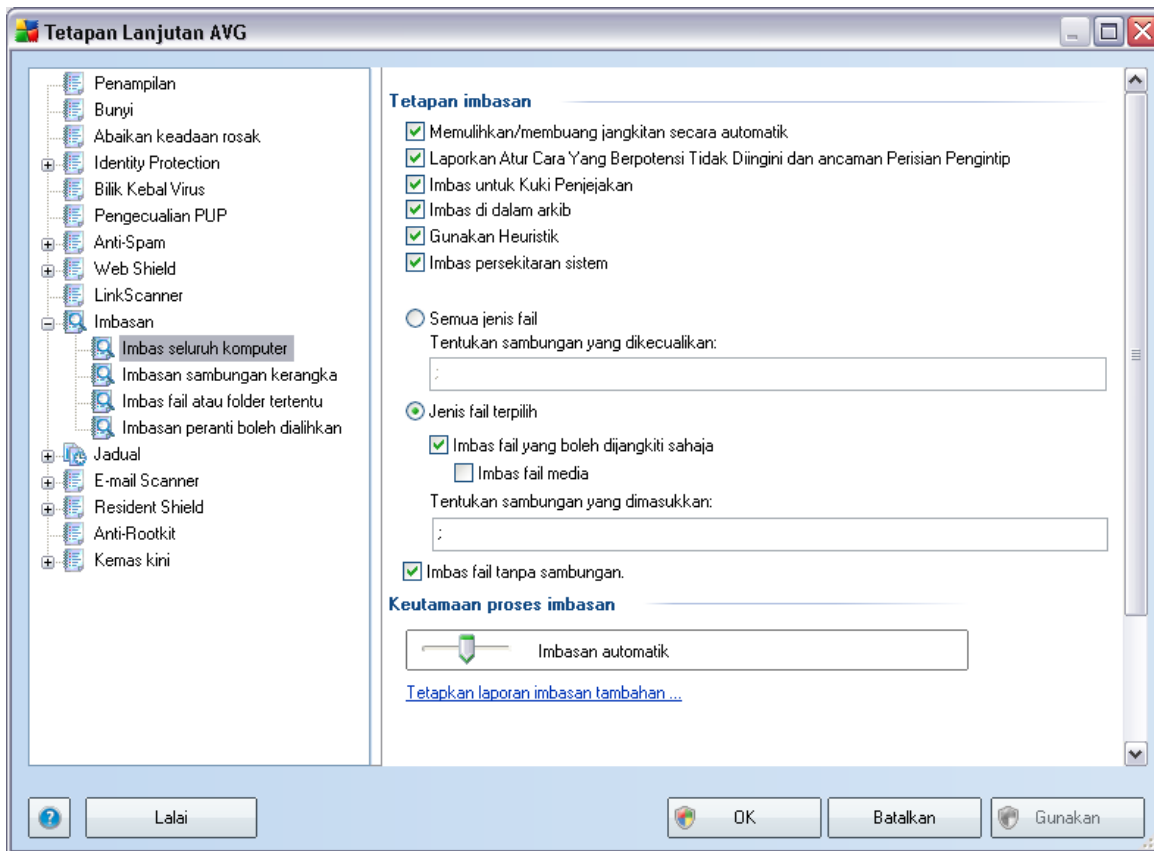 Tetapan Lanjutan AVG
Penampilan
Bunyi
Abaikan keadaan rosak
Identity Protection
Bilik Kebal Virus
Pengecualian PUP
Anti-Spam
Web Shield
LinkScanner
Imbasan
Imbas seluruh komputer
Imbasan sambungan kerangka
Imbas fail atau folder tertentu
Imbasan peranti boleh dialihkan
Jadual
E-mail Scanner
Resident Shield
Anti-Rootkit
Kemas kini
Tetapan imbasan
Memulihkan/membuang jangkitan secara automatik
Laporkan Atur Cara Yang Berpotensi Tidak Diingini dan ancaman Perisian Pengintip
Imbas untuk Kuki Penjejakan
Imbas di dalam arkib
Gunakan Heuristik
Imbas persekitaran sistem
Semua jenis fail
Tentukan sambungan yang dikecualikan:
;
Jenis fail terpilih
Imbas fail yang boleh dijangkiti sahaja
Imbas fail media
Tentukan sambungan yang dimasukkan:
;
Imbas fail tanpa sambungan.
Keutamaan proses imbasan
Imbasan automatik
Tetapkan laporan imbasan tambahan ...
? Lalai OK Batalkan Gunakan